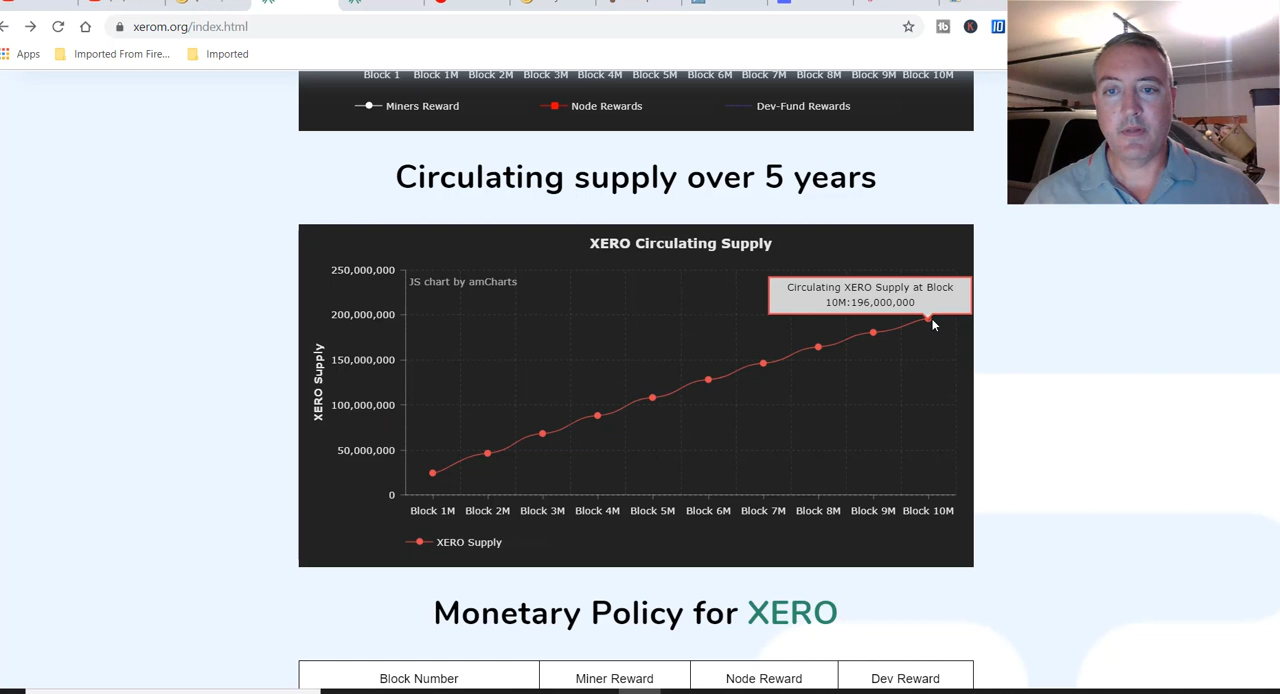 xerom.org/index.html
Apps
Imported From Fire...
Imported
Block 1 Block 1M Block 2M Block 3M Block 4M Block 5M Block 6M Block 7M Block 8M Block 9M Block 10M
Miners Reward Node Rewards Dev-Fund Rewards
Circulating supply over 5 years
XERO Circulating Supply
JS chart by amCharts
Circulating XERO Supply at Block
10M:196,000,000
XERO Supply
250,000,000
200,000,000
150,000,000
100,000,000
50,000,000
0
Block 1M Block 2M Block 3M Block 4M Block 5M Block 6M Block 7M Block 8M Block 9M Block 10M
XERO Supply
Monetary Policy for XERO
Block Number Miner Reward Node Reward Dev Reward